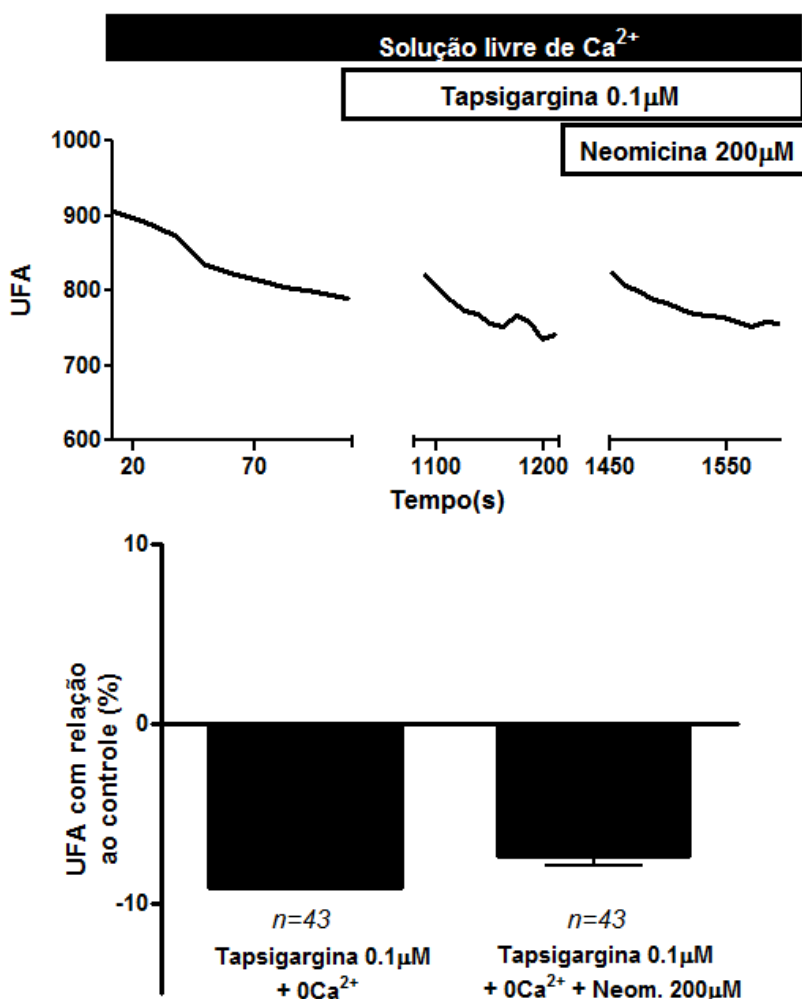 Solução livre de Ca²⁺
Tapsigargina 0.1µM
Neomicina 200µM
1000
900
800
700
600
UFA
20 70 1100 1200 1450 1550
Tempo(s)
10
0
-10
UFA com relação
ao controle (%)
n=43 n=43
Tapsigargina 0.1µM
+ 0Ca²⁺
Tapsigargina 0.1µM
+ 0Ca²⁺ + Neom. 200µM